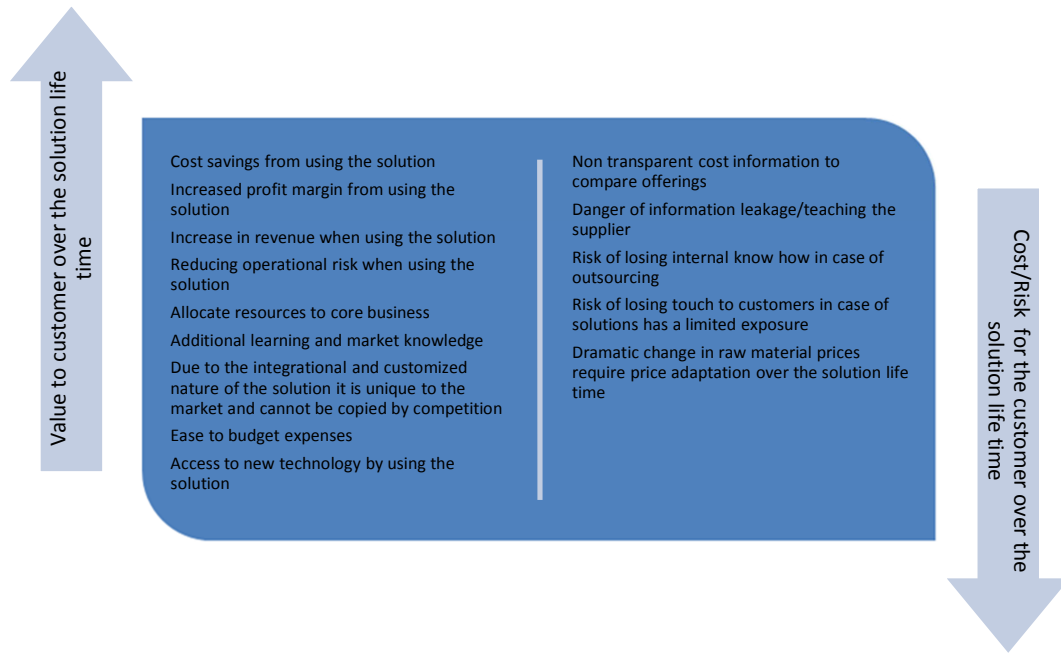 Value to customer over the solution life
time
Cost savings from using the solution
Increased profit margin from using the
solution
Increase in revenue when using the solution
Reducing operational risk when using the
solution
Allocate resources to core business
Additional learning and market knowledge
Due to the integrational and customized
nature of the solution it is unique to the
market and cannot be copied by competition
Ease to budget expenses
Access to new technology by using the
solution
Non transparent cost information to
compare offerings
Danger of information leakage/teaching the
supplier
Risk of losing internal know how in case of
outsourcing
Risk of losing touch to customers in case of
solutions has a limited exposure
Dramatic change in raw material prices
require price adaptation over the solution life
time
Cost/Risk for the customer over the
solution life time